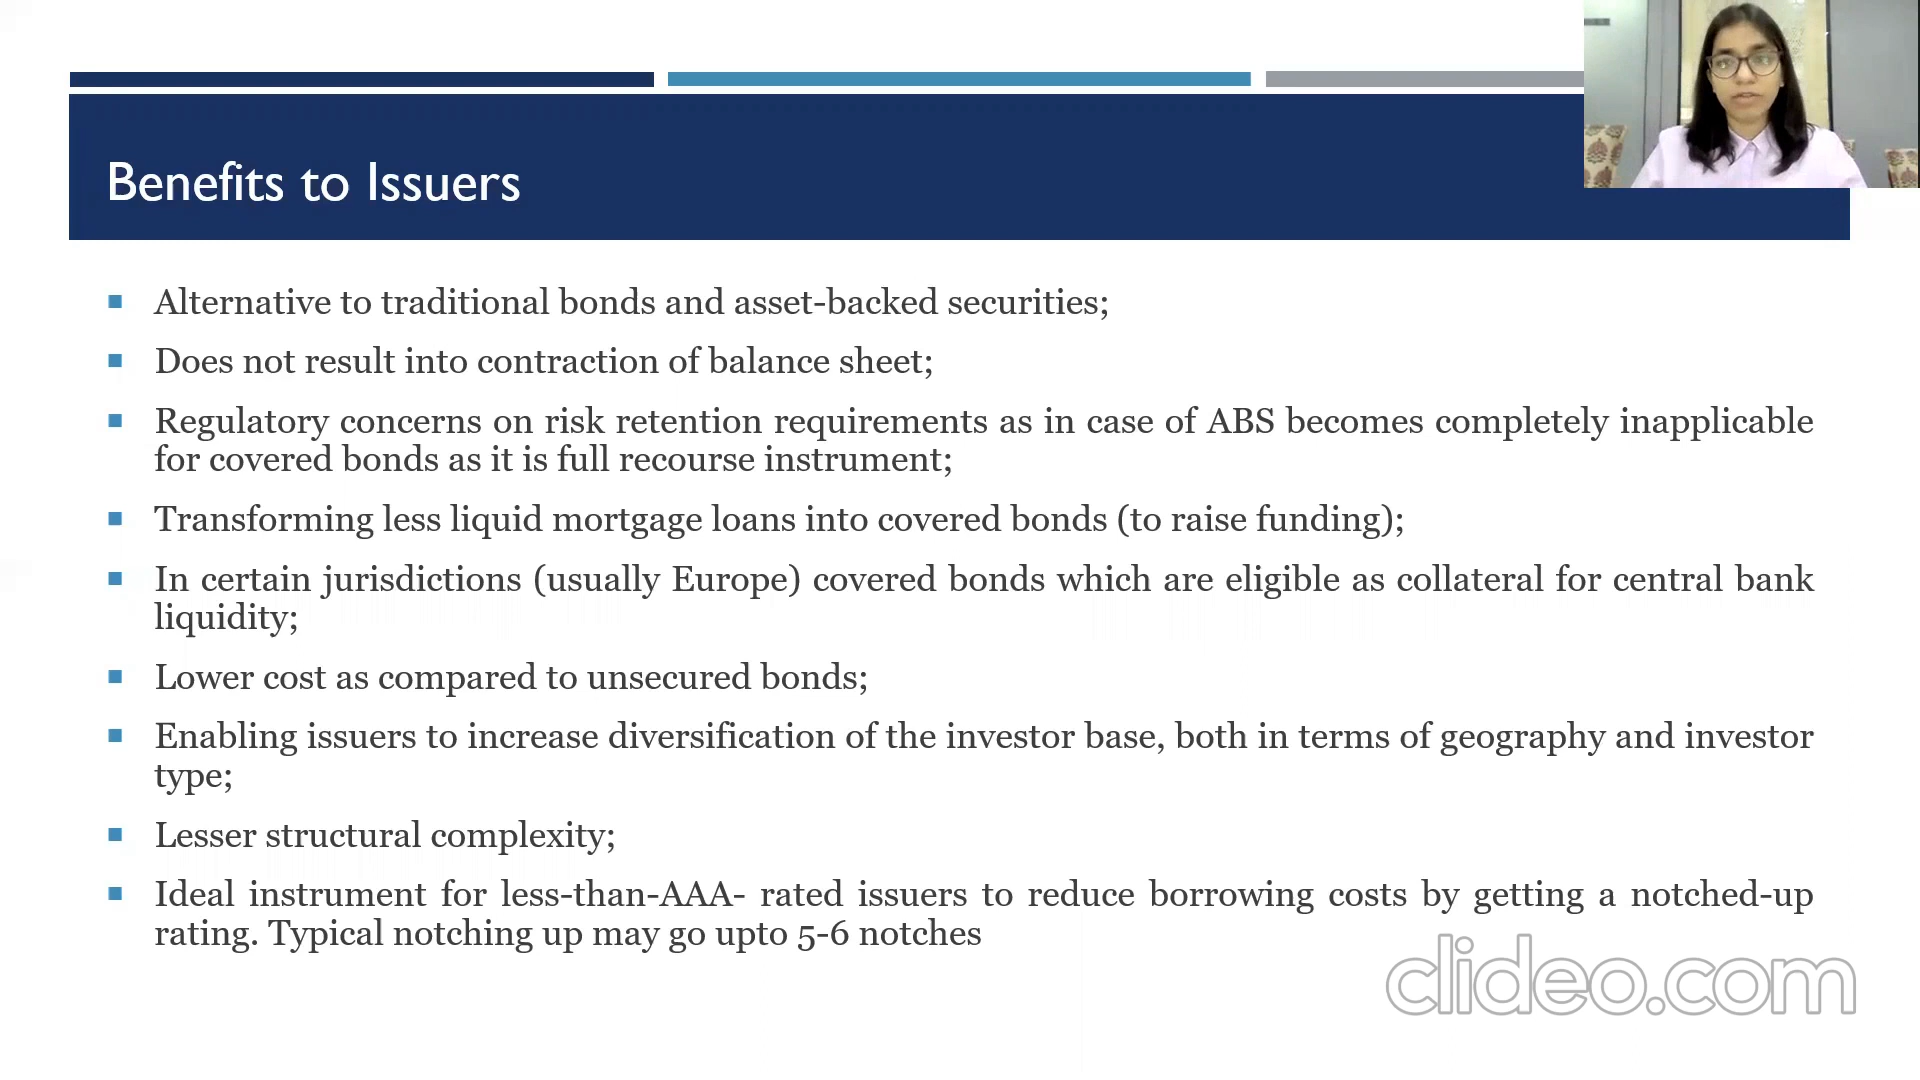 Benefits to Issuers
Alternative to traditional bonds and asset-backed securities;
Does not result into contraction of balance sheet;
Regulatory concerns on risk retention requirements as in case of ABS becomes completely inapplicable
for covered bonds as it is full recourse instrument;
Transforming less liquid mortgage loans into covered bonds (to raise funding);
In certain jurisdictions (usually Europe) covered bonds which are eligible as collateral for central bank
liquidity;
Lower cost as compared to unsecured bonds;
Enabling issuers to increase diversification of the investor base, both in terms of geography and investor
type;
Lesser structural complexity;
Ideal instrument for less-than-AAA- rated issuers to reduce borrowing costs by getting a notched-up
rating. Typical notching up may go upto 5-6 notches
clideo.com